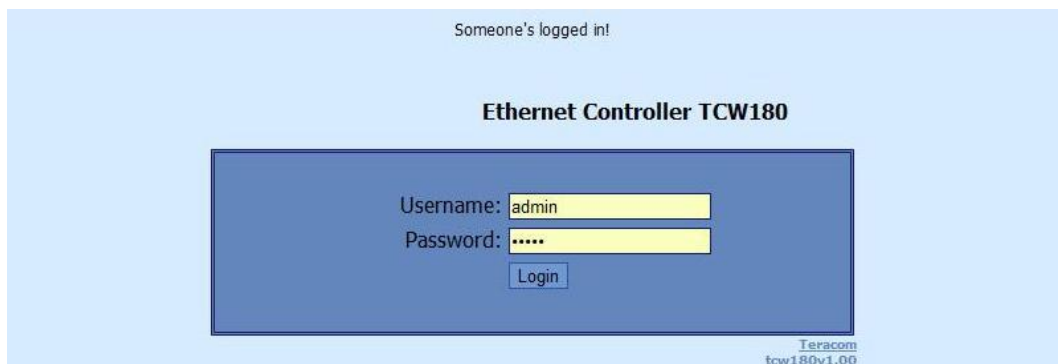 Someone's logged in!
Ethernet Controller TCW180
Username: admin
Password: •••••
Login
Teracom
tcw180v1.00